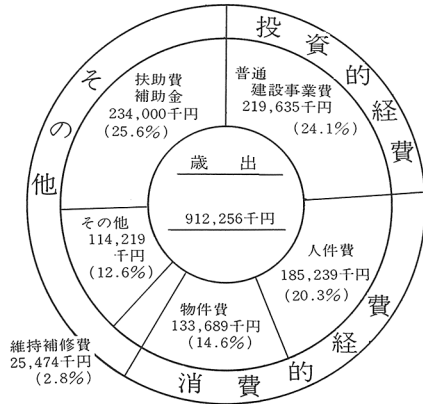 投資的経費
普通
建設事業費
219,635千円
(24.1%)
人件費
185,239千円
(20.3%)
消費的経費
物件費
133,689千円
(14.6%)
維持補修費
25,474千円
(2.8%)
その他
その他
114,219
千円
(12.6%)
扶助費
補助金
234,000千円
(25.6%)
歳出
912,256千円